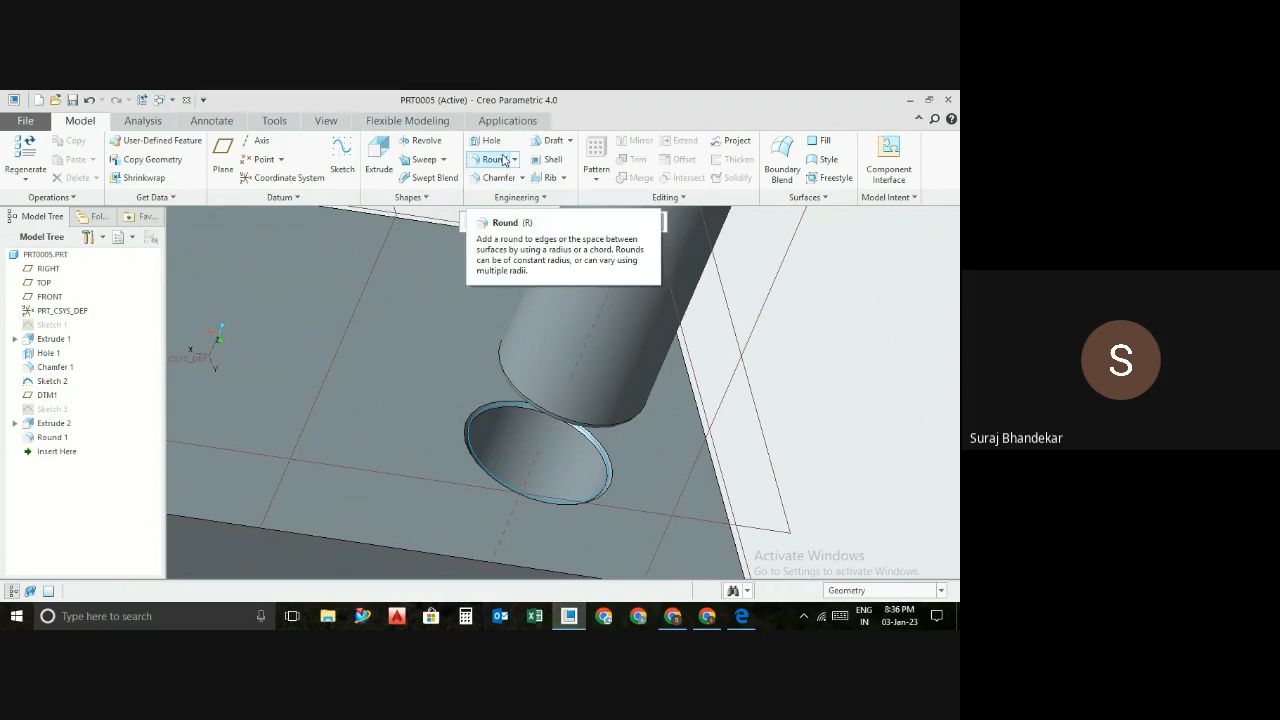 PRT0005 (Active) - Creo Parametric 4.0
File Model Analysis Annotate Tools View Flexible Modeling Applications
Regenerate
Copy
Paste
Delete
Operations
User-Defined Feature
Copy Geometry
Shrinkwrap
Get Data
Plane
Axis
Point
Coordinate System
Sketch
Datum
Extrude
Revolve
Sweep
Swept Blend
Shapes
Hole
Round
Chamfer
Draft
Shell
Rib
Engineering
Pattern
Mirror Extend Project
Trim Offset Thicken
Merge Intersect Solidify
Editing
Boundary
Blend
Fill
Style
Freestyle
Surfaces
Component
Interface
Model Intent
Model Tree Fol... Fav...
Model Tree
PRT0005.PRT
RIGHT
TOP
FRONT
PRT_CSYS_DEF
Sketch 1
Extrude 1
Hole 1
Chamfer 1
Sketch 2
DTM1
Sketch 3
Extrude 2
Round 1
Insert Here
Round (R)
Add a round to edges or the space between
surfaces by using a radius or a chord. Rounds
can be of constant radius, or can vary using
multiple radii.
X
Z
Y
Activate Windows
Go to Settings to activate Windows.
Geometry
Type here to search
ENG
IN
8:36 PM
03-Jan-23
S
Suraj Bhandekar